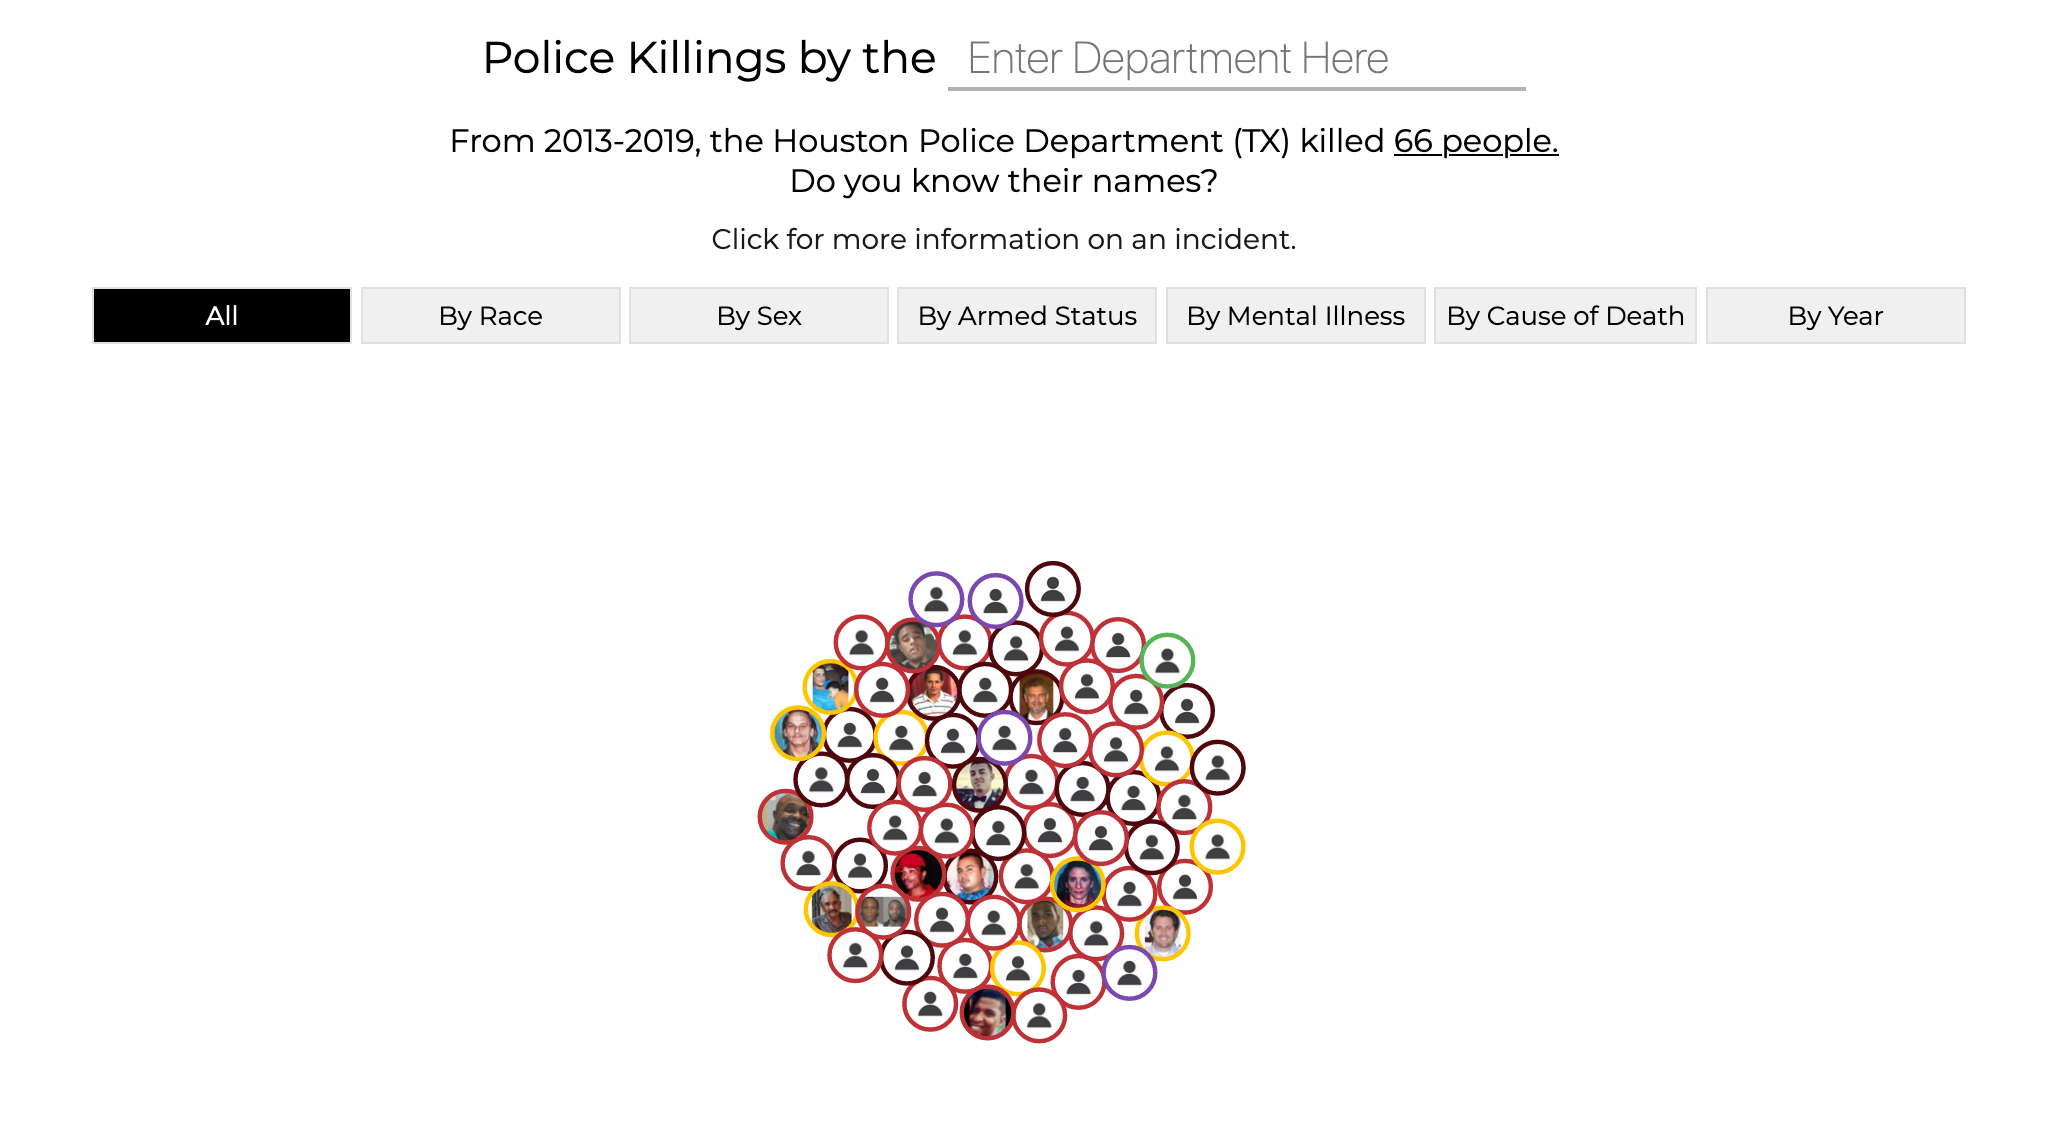 Police Killings by the Enter Department Here
From 2013-2019, the Houston Police Department (TX) killed 66 people.
Do you know their names?
Click for more information on an incident.
All
By Race
By Sex
By Armed Status
By Mental Illness
By Cause of Death
By Year